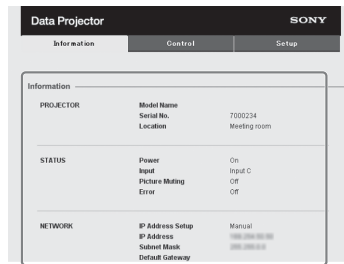 Data Projector SONY
Information Control Setup
Information
PROJECTOR Model Name
Serial No. 7000234
Location Meeting room
STATUS Power On
Input Input C
Picture Muting Off
Error Off
NETWORK IP Address Setup Manual
IP Address
Subnet Mask
Default Gateway